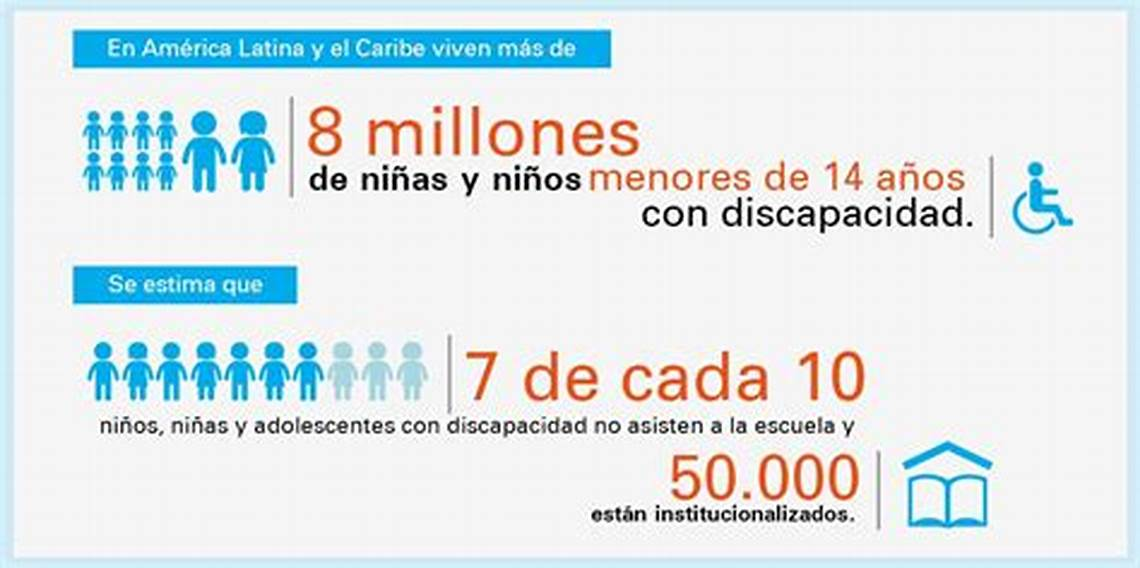 En América Latina y el Caribe viven más de
8 millones
de niñas y niños menores de 14 años
con discapacidad.
Se estima que
7 de cada 10
niños, niñas y adolescentes con discapacidad no asisten a la escuela y
50.000
están institucionalizados.